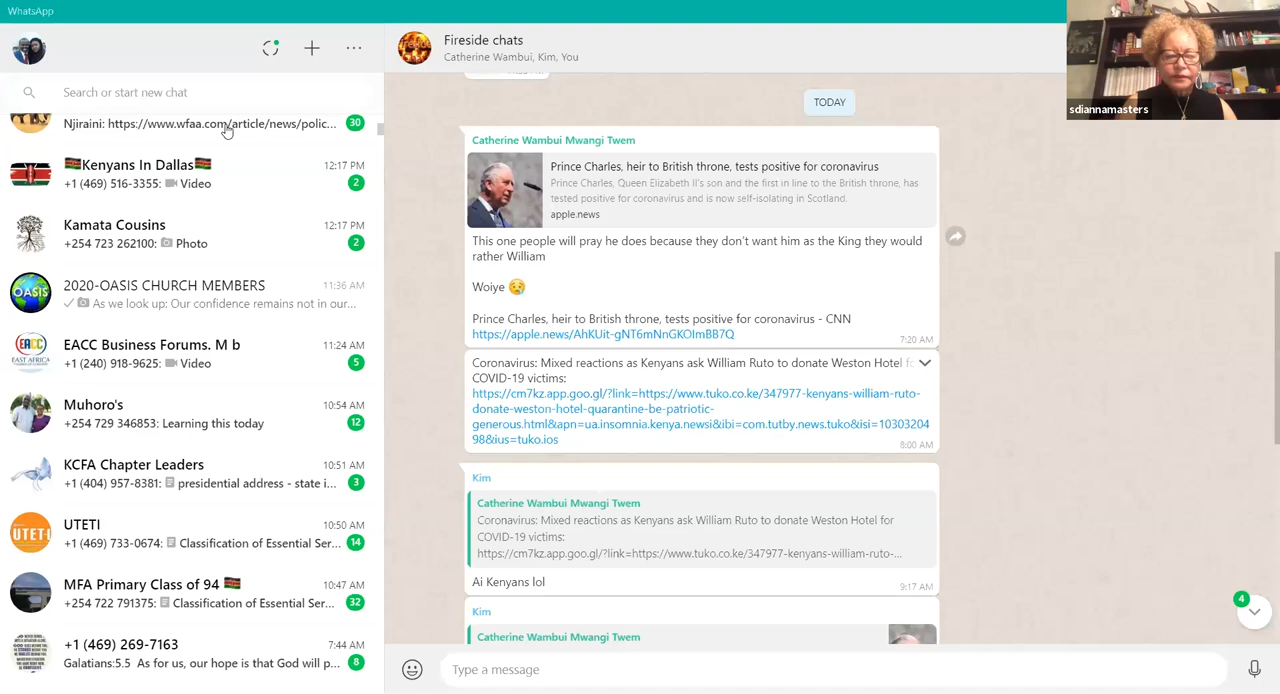 WhatsApp
Search or start new chat
Njiraini: https://www.wfaa.com/article/news/polic...
30
Kenyans In Dallas
12:17 PM
+1 (469) 516-3355: Video
2
Kamata Cousins
12:17 PM
+254 723 262100: Photo
2
OASIS
2020-OASIS CHURCH MEMBERS
11:36 AM
As we look up: Our confidence remains not in our...
EACC
EAST AFRICA
EACC Business Forums. M b
11:24 AM
+1 (240) 918-9625: Video
5
Muhoro's
10:54 AM
+254 729 346853: Learning this today
12
KCFA Chapter Leaders
10:51 AM
+1 (404) 957-8381: presidential address - state i...
3
UTETI
UTETI
10:50 AM
+1 (469) 733-0674: Classification of Essential Ser...
14
MFA Primary Class of 94
10:47 AM
+254 722 791375: Classification of Essential Ser...
32
+1 (469) 269-7163
7:44 AM
Galatians:5.5 As for us, our hope is that God will p...
8
Fireside chats
Catherine Wambui, Kim, You
TODAY
Catherine Wambui Mwangi Twem
Prince Charles, heir to British throne, tests positive for coronavirus
Prince Charles, Queen Elizabeth II's son and the first in line to the British throne, has
tested positive for coronavirus and is now self-isolating in Scotland.
apple.news
This one people will pray he does because they don't want him as the King they would
rather William
Woiye
Prince Charles, heir to British throne, tests positive for coronavirus - CNN
https://apple.news/AhKUit-gNT6mNnGKOImBB7Q
7:20 AM
Coronavirus: Mixed reactions as Kenyans ask William Ruto to donate Weston Hotel fo
COVID-19 victims:
https://cm7kz.app.goo.gl/?link=https://www.tuko.co.ke/347977-kenyans-william-ruto-
donate-weston-hotel-quarantine-be-patriotic-
generous.html&apn=ua.insomnia.kenya.newsi&ibi=com.tutby.news.tuko&isi=10303204
98&ius=tuko.ios
8:00 AM
Kim
Catherine Wambui Mwangi Twem
Coronavirus: Mixed reactions as Kenyans ask William Ruto to donate Weston Hotel for
COVID-19 victims:
https://cm7kz.app.goo.gl/?link=https://www.tuko.co.ke/347977-kenyans-william-ruto-...
Ai Kenyans lol
9:17 AM
Kim
Catherine Wambui Mwangi Twem
4
Type a message
sdiannamasters